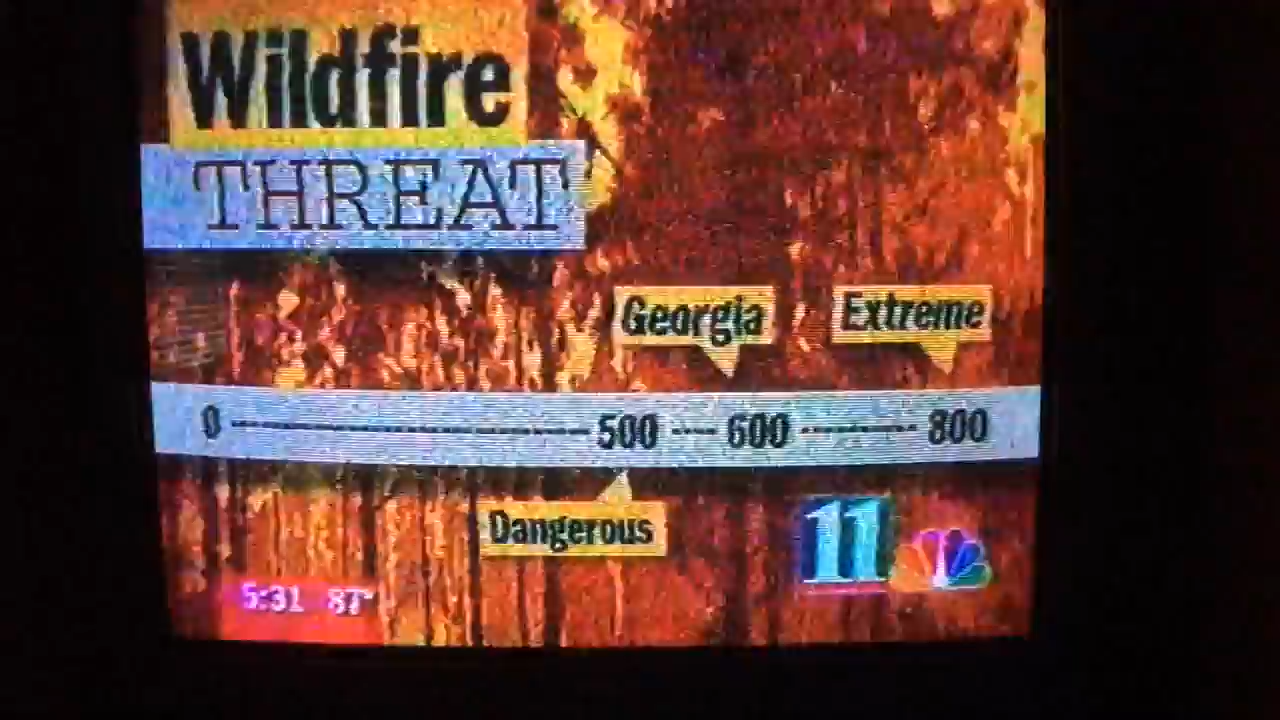 Wildfire
THREAT
Georgia
Extreme
0 500 600 800
Dangerous
11
5:31 87°